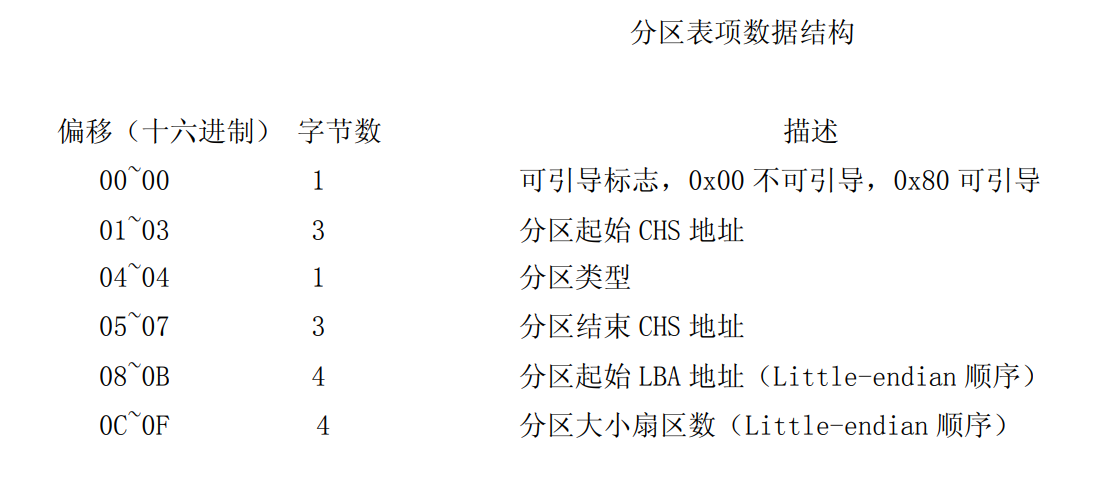 分区表项数据结构
偏移（十六进制） 字节数 描述
00~00 1 可引导标志，0x00 不可引导，0x80 可引导
01~03 3 分区起始 CHS 地址
04~04 1 分区类型
05~07 3 分区结束 CHS 地址
08~0B 4 分区起始 LBA 地址（Little-endian 顺序）
0C~0F 4 分区大小扇区数（Little-endian 顺序）